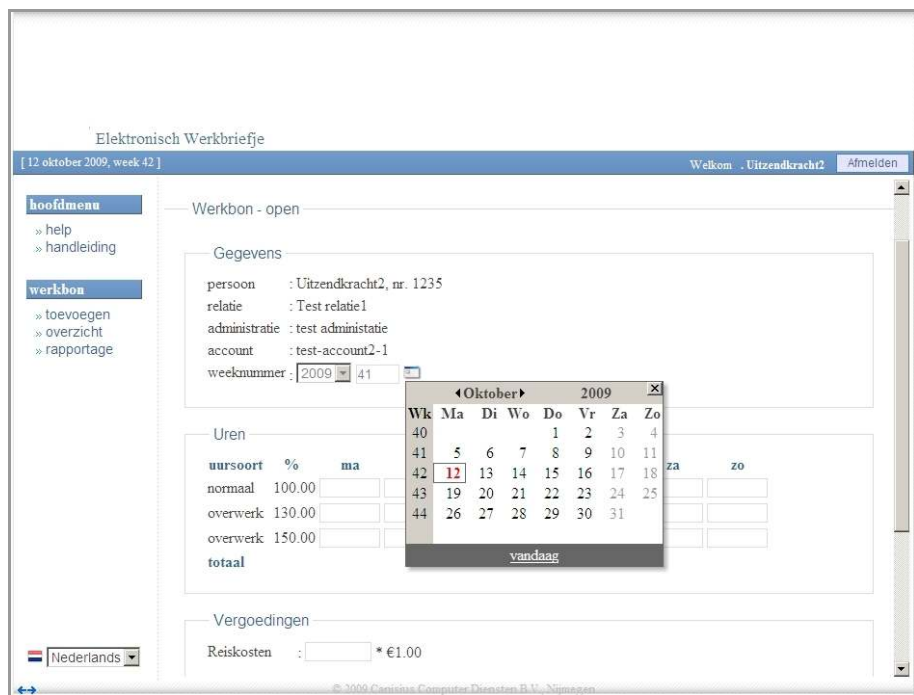 Elektronisch Werkbriefje
[ 12 oktober 2009, week 42 ]
Welkom . Uitzendkracht2
Afmelden
hoofdmenu
» help
» handleiding
werkbon
» toevoegen
» overzicht
» rapportage
Nederlands
Werkbon - open
Gegevens
persoon : Uitzendkracht2, nr. 1235
relatie : Test relatie1
administratie : test administatie
account : test-account2-1
weeknummer : 2009 41
Oktober 2009 X
Wk Ma Di Wo Do Vr Za Zo
40 1 2 3 4
41 5 6 7 8 9 10 11
42 12 13 14 15 16 17 18
43 19 20 21 22 23 24 25
44 26 27 28 29 30 31
vandaag
Uren
uursoort % ma za zo
normaal 100.00
overwerk 130.00
overwerk 150.00
totaal
Vergoedingen
Reiskosten : * €1.00
© 2009 Canisius Computer Diensten B.V., Nijmegen